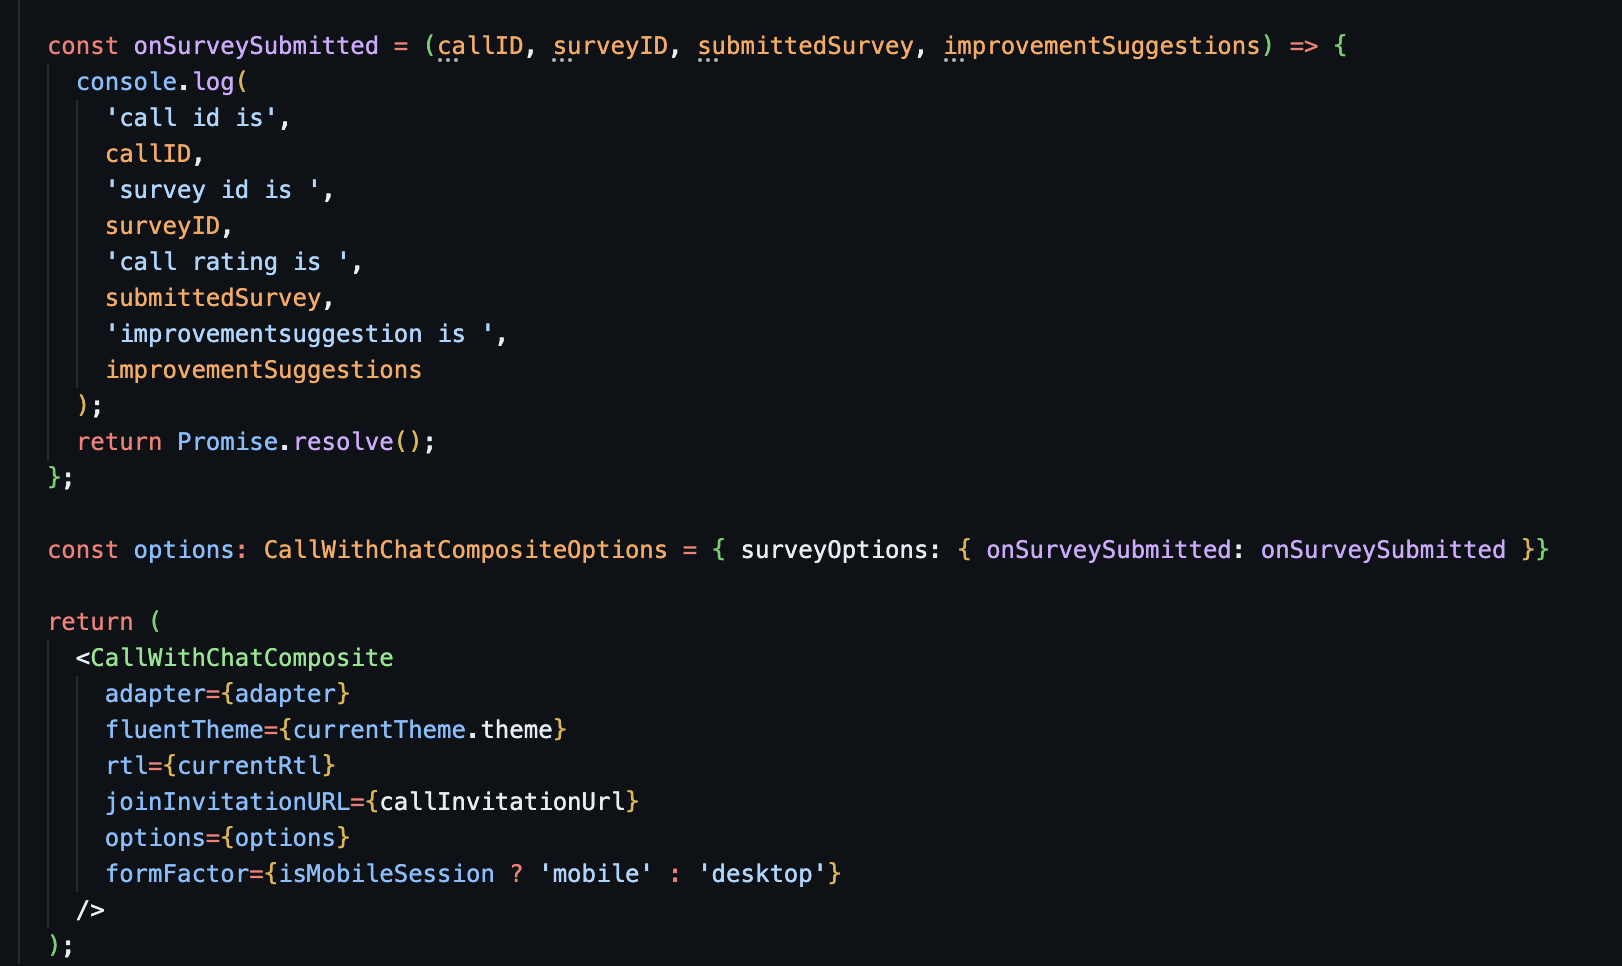 const onSurveySubmitted = (callID, surveyID, submittedSurvey, improvementSuggestions) => {
console.log(
'call id is',
callID,
'survey id is ',
surveyID,
'call rating is ',
submittedSurvey,
'improvementsuggestion is ',
improvementSuggestions
);
return Promise.resolve();
};
const options: CallWithChatCompositeOptions = { surveyOptions: { onSurveySubmitted: onSurveySubmitted }}
return (
<CallWithChatComposite
adapter={adapter}
fluentTheme={currentTheme.theme}
rtl={currentRtl}
joinInvitationURL={callInvitationUrl}
options={options}
formFactor={isMobileSession ? 'mobile' : 'desktop'}
/>
);